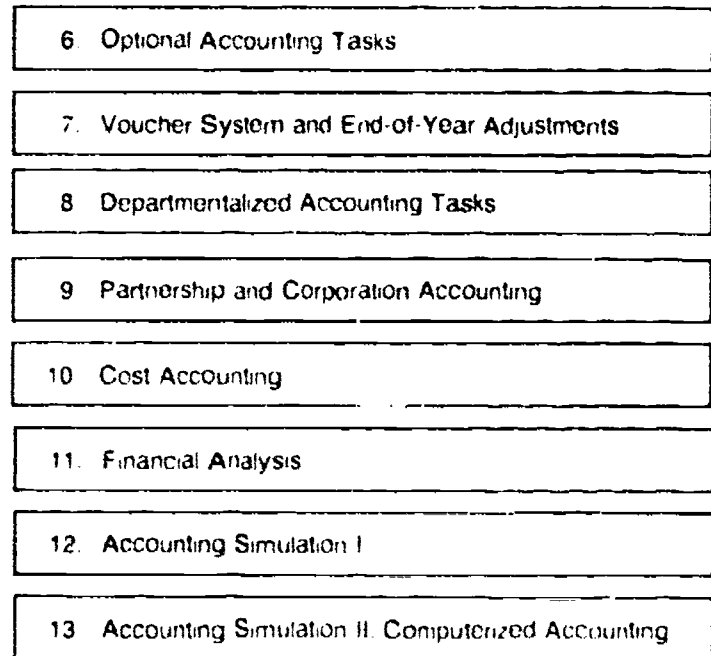 6. Optional Accounting Tasks
7. Voucher System and End-of-Year Adjustments
8 Departmentalized Accounting Tasks
9 Partnership and Corporation Accounting
10 Cost Accounting
11. Financial Analysis
12. Accounting Simulation I
13 Accounting Simulation II. Computerized Accounting